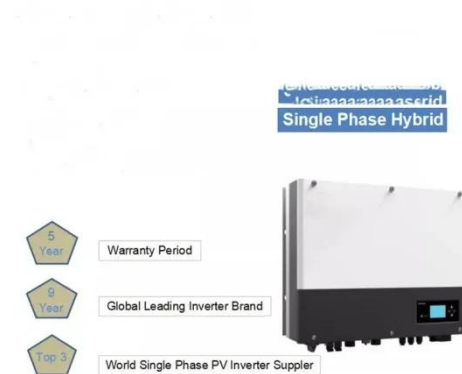 Single Phase Hybrid
5
Year
Warranty Period
9
Year
Global Leading Inverter Brand
Top 3
World Single Phase PV Inverter Suppler